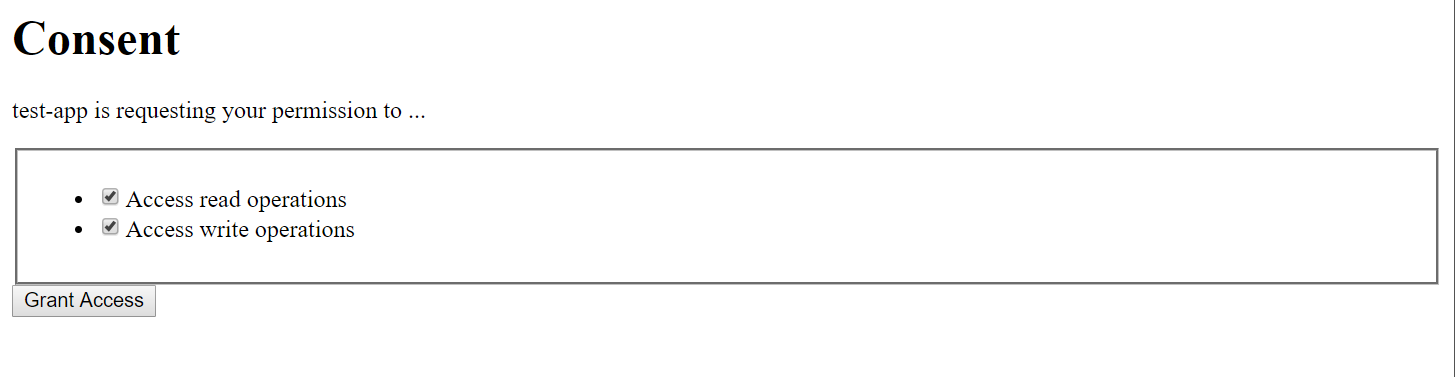 Consent
test-app is requesting your permission to ...
Access read operations
Access write operations
Grant Access